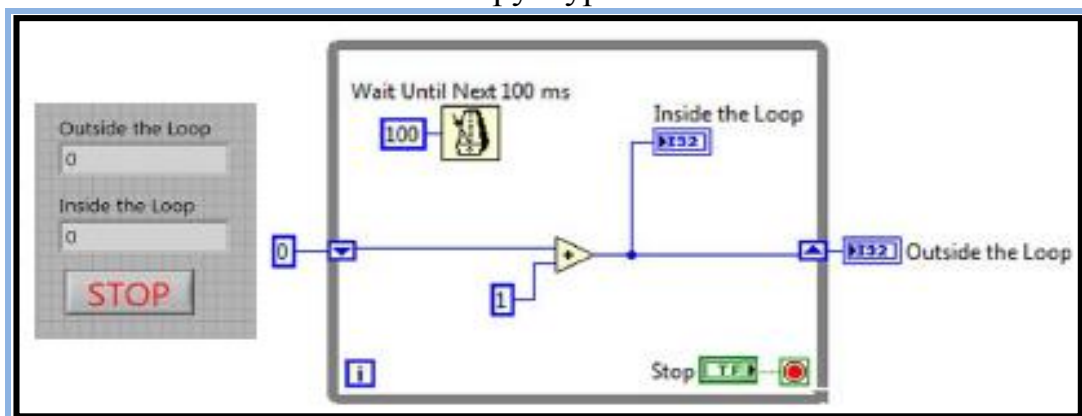 Wait Until Next 100 ms
100
Outside the Loop
0
Inside the Loop
0
STOP
Inside the Loop
I32
0
1
I32
Outside the Loop
i
Stop
TF